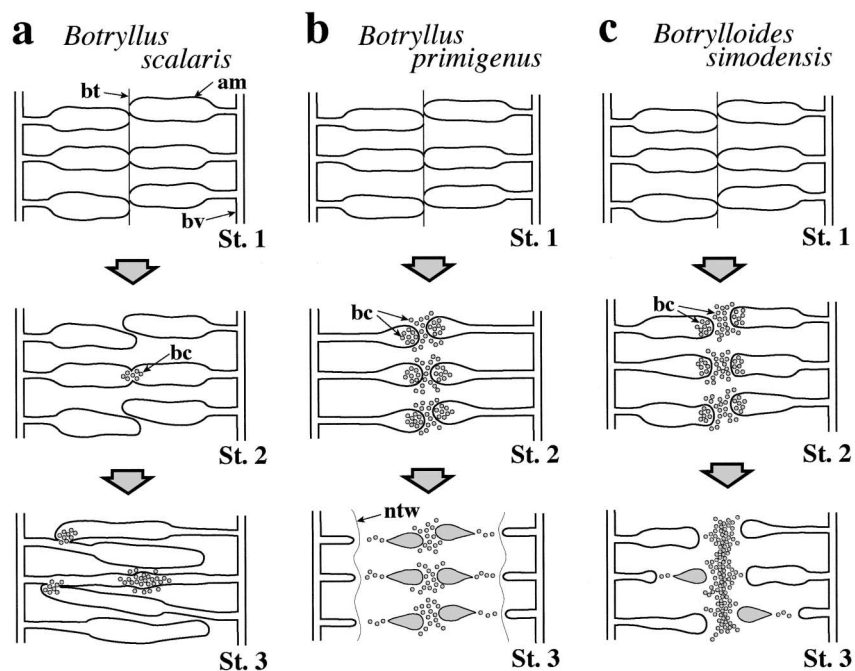 a Botryllus scalaris
bt
am
bv
St. 1
bc
St. 2
St. 3
b Botryllus primigenus
St. 1
bc
St. 2
ntw
St. 3
c Botrylloides simodensis
St. 1
bc
St. 2
St. 3